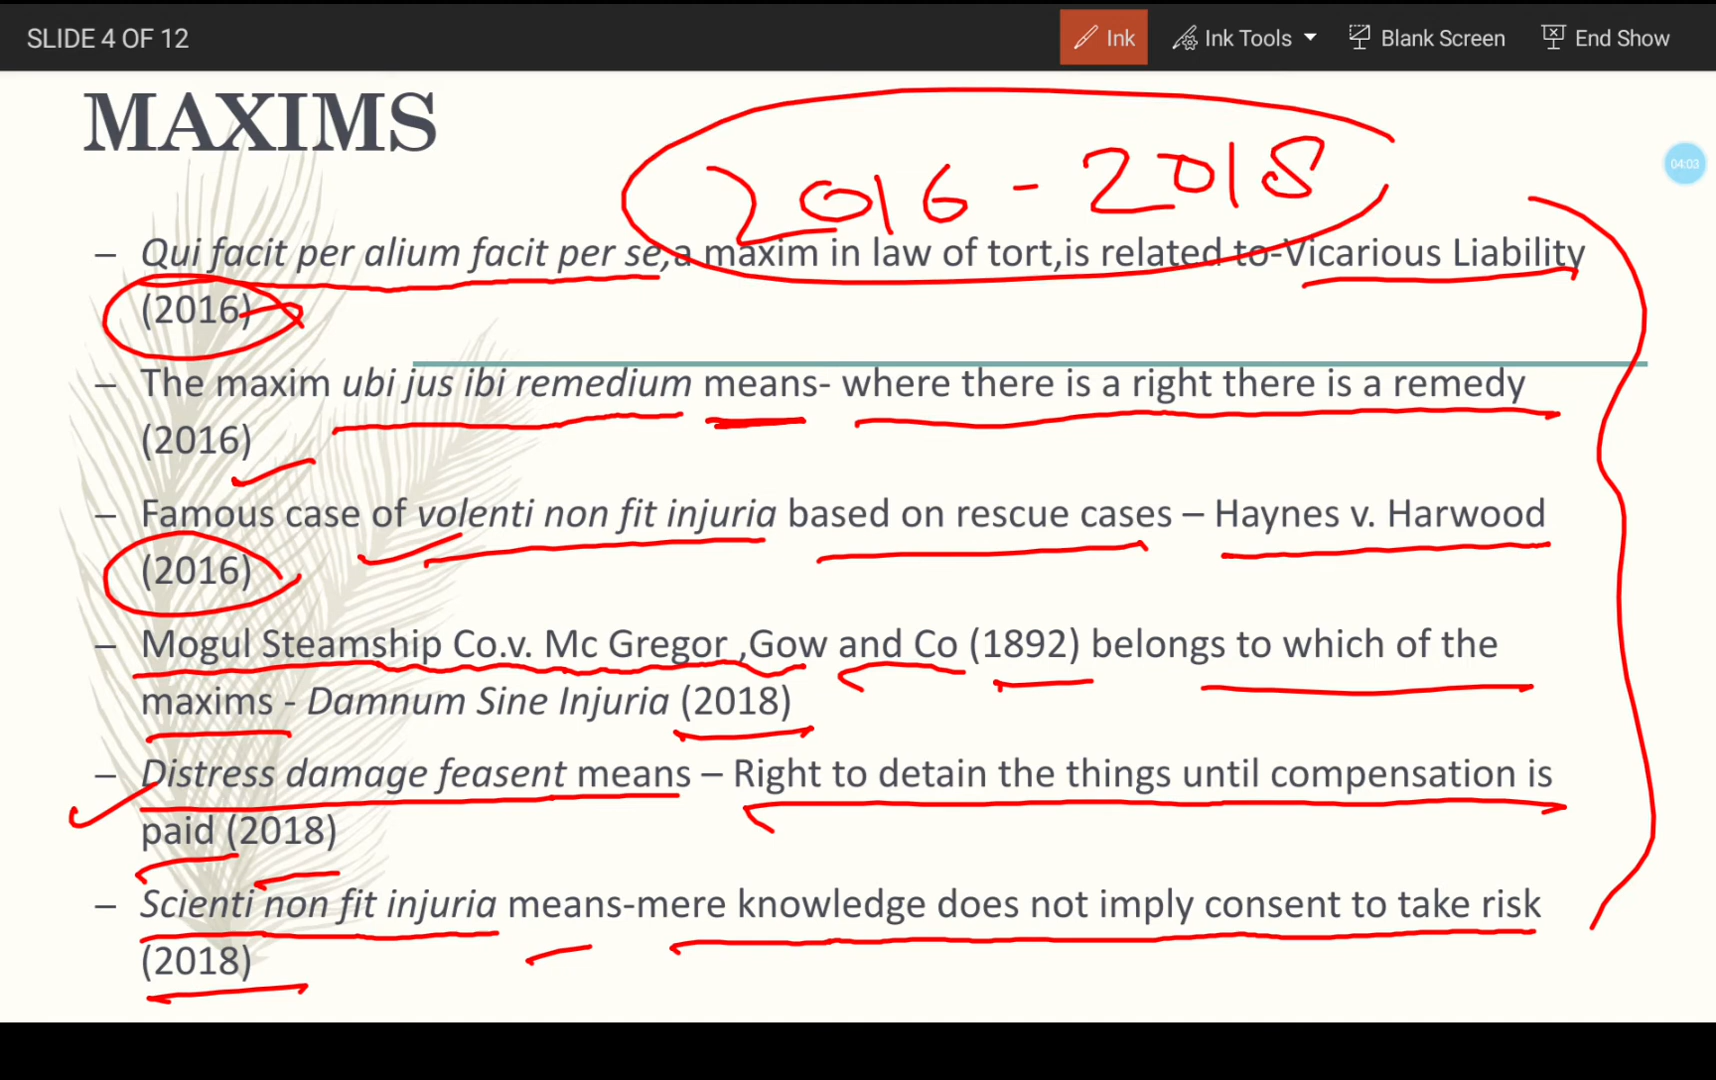 SLIDE 4 OF 12
Ink
Ink Tools
Blank Screen
End Show
MAXIMS
2016 - 2018
04:03
– Qui facit per alium facit per se,a maxim in law of tort,is related to-Vicarious Liability
(2016)
– The maxim ubi jus ibi remedium means- where there is a right there is a remedy
(2016)
– Famous case of volenti non fit injuria based on rescue cases – Haynes v. Harwood
(2016)
– Mogul Steamship Co.v. Mc Gregor ,Gow and Co (1892) belongs to which of the
maxims - Damnum Sine Injuria (2018)
– Distress damage feasent means – Right to detain the things until compensation is
paid (2018)
– Scienti non fit injuria means-mere knowledge does not imply consent to take risk
(2018)